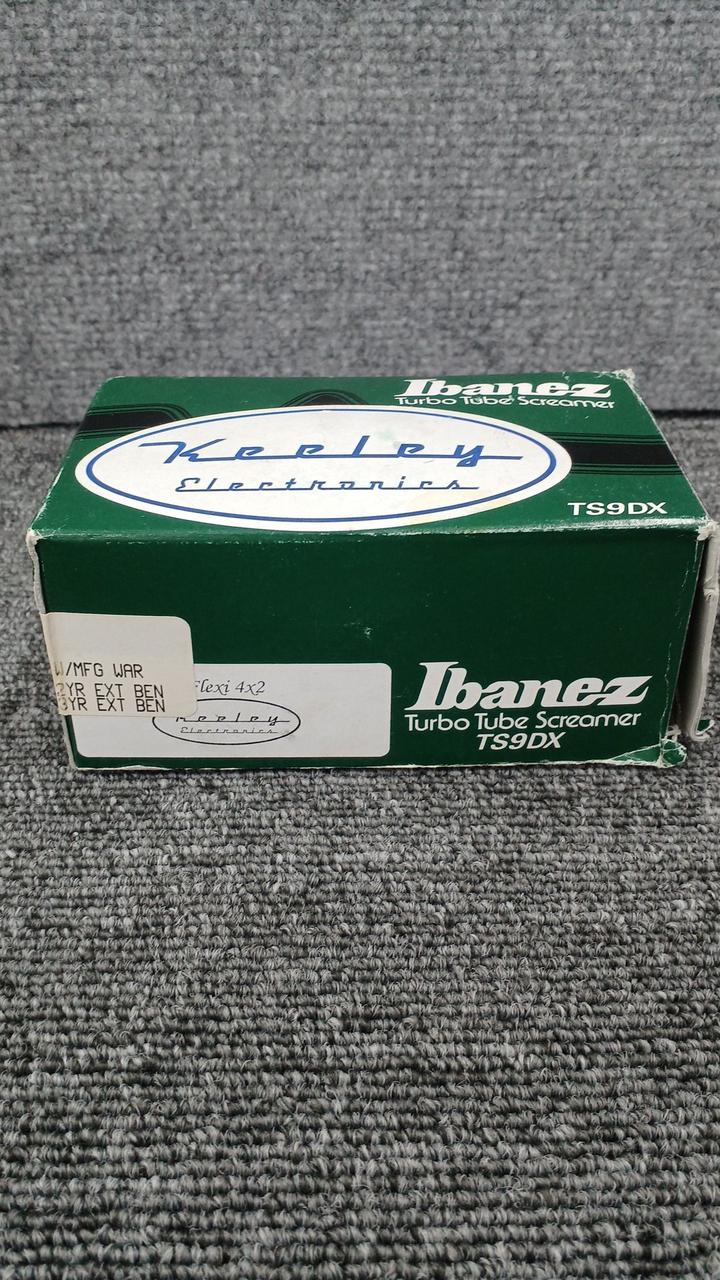 Ibanez
Turbo Tube Screamer
Keeley
Electronics
TS9DX
W/MFG WAR
2YR EXT BEN
3YR EXT BEN
Flexi 4x2
Keeley
Electronics
Ibanez
Turbo Tube Screamer
TS9DX